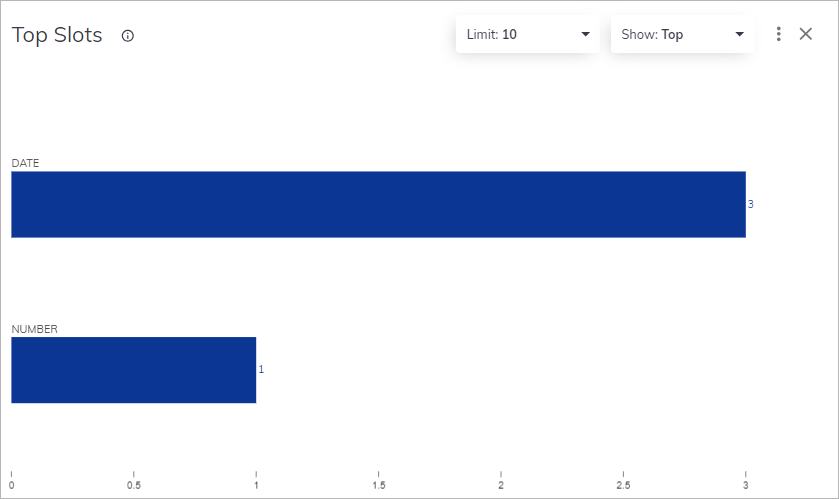 Top Slots
Limit: 10
Show: Top
DATE
3
NUMBER
1
0 0.5 1 1.5 2 2.5 3